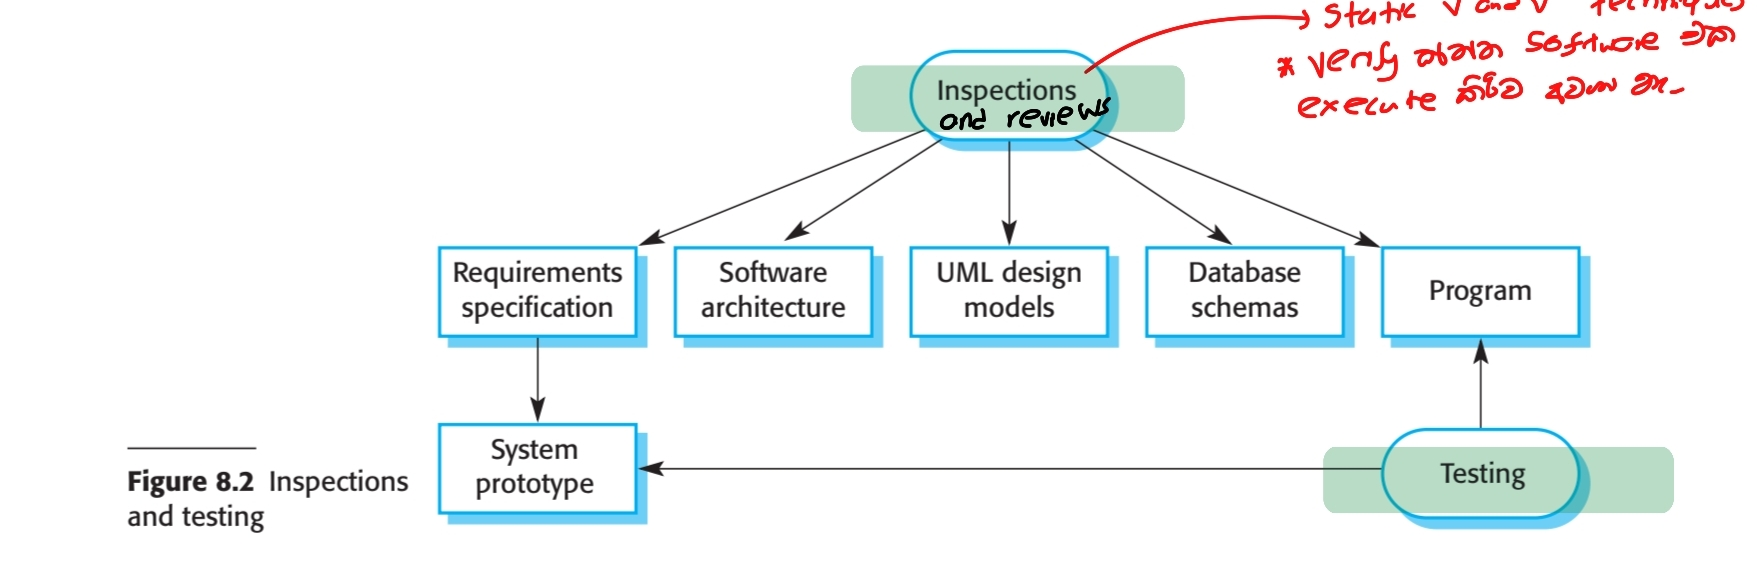 Static V and V techniques
* verify කරන්න software එක
execute කිරීම අවශ්‍ය නෑ.
Inspections
and reviews
Requirements
specification
Software
architecture
UML design
models
Database
schemas
Program
System
prototype
Testing
Figure 8.2 Inspections
and testing